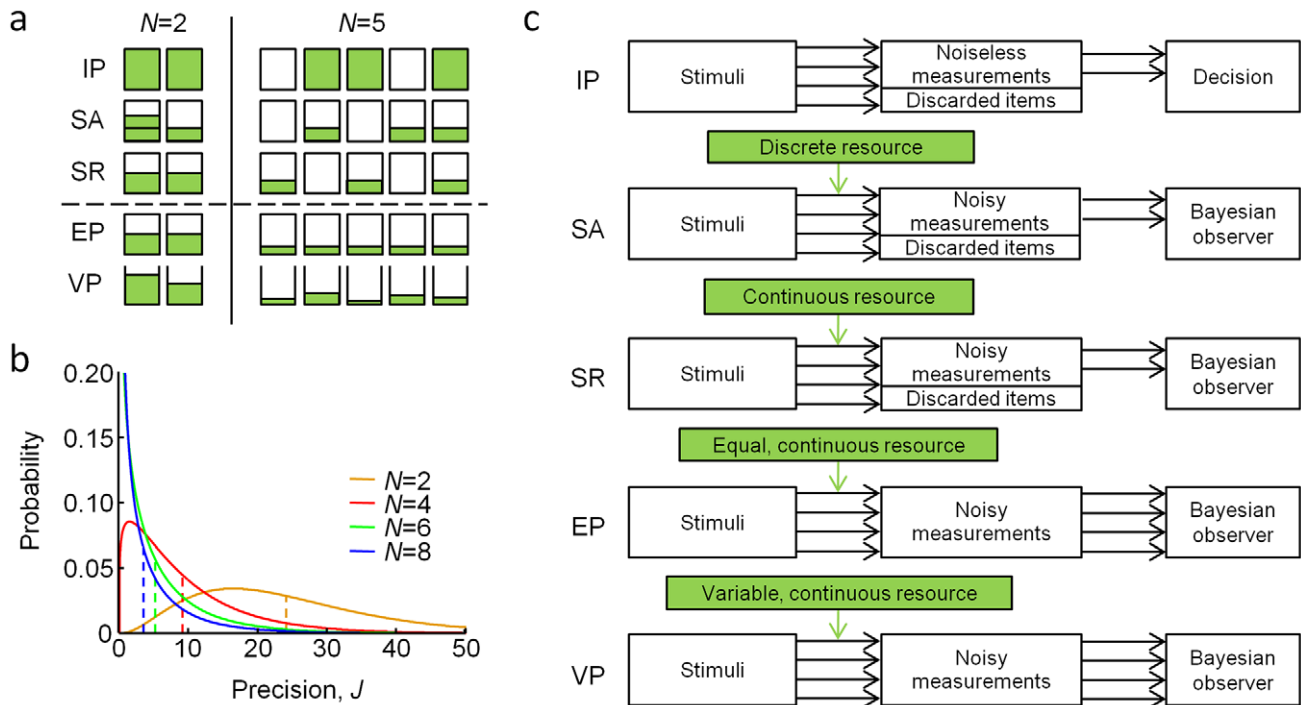 a
N=2
N=5
IP
SA
SR
EP
VP
b
0.20
0.15
0.10
0.05
0
Probability
N=2
N=4
N=6
N=8
0
10
20
30
40
50
Precision, J
c
IP
Stimuli
Noiseless
measurements
Discarded items
Decision
Discrete resource
SA
Stimuli
Noisy
measurements
Discarded items
Bayesian
observer
Continuous resource
SR
Stimuli
Noisy
measurements
Discarded items
Bayesian
observer
Equal, continuous resource
EP
Stimuli
Noisy
measurements
Bayesian
observer
Variable, continuous resource
VP
Stimuli
Noisy
measurements
Bayesian
observer